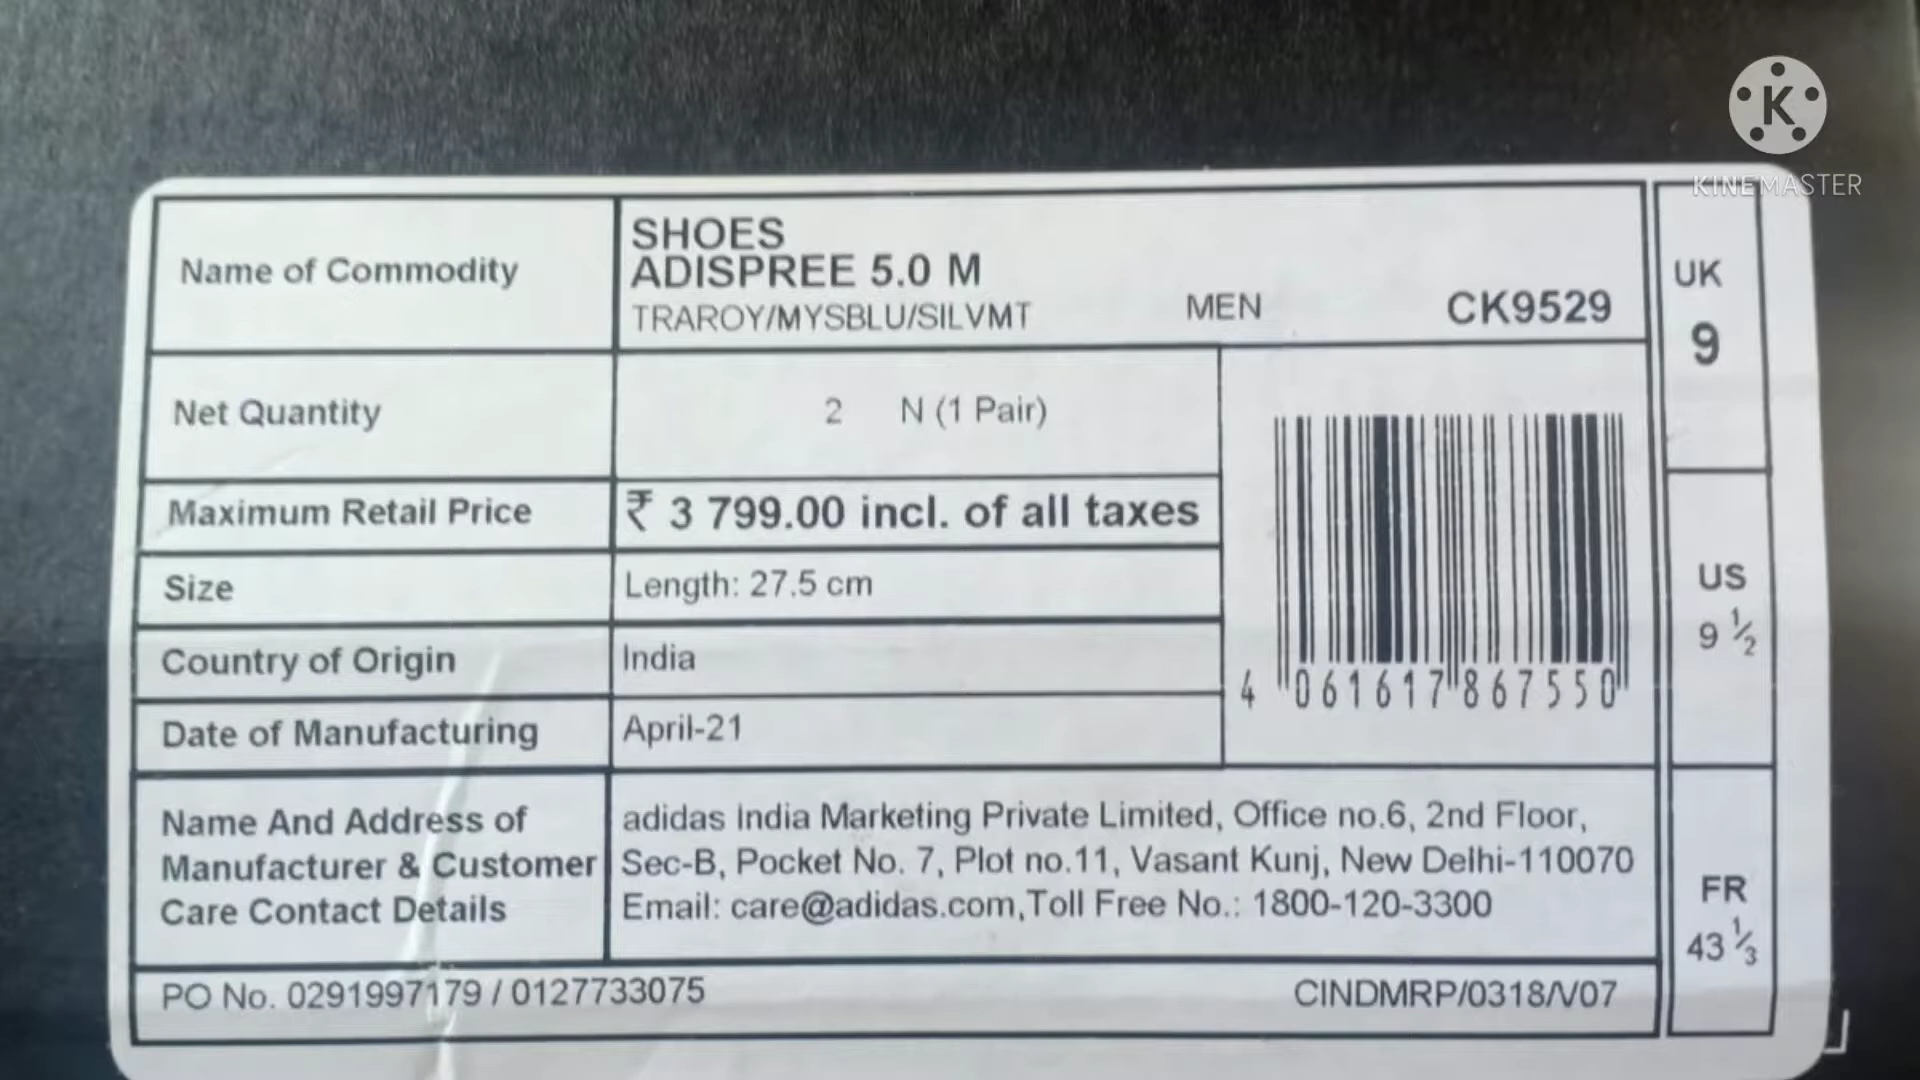 K
KINEMASTER
Name of Commodity
SHOES
ADISPREE 5.0 M
TRAROY/MYSBLU/SILVMT MEN CK9529
UK
9
Net Quantity
2 N (1 Pair)
Maximum Retail Price
₹ 3 799.00 incl. of all taxes
Size
Length: 27.5 cm
Country of Origin
India
Date of Manufacturing
April-21
4 061617 867550
US
9 ½
Name And Address of
Manufacturer & Customer
Care Contact Details
adidas India Marketing Private Limited, Office no.6, 2nd Floor,
Sec-B, Pocket No. 7, Plot no.11, Vasant Kunj, New Delhi-110070
Email: care@adidas.com,Toll Free No.: 1800-120-3300
FR
43 ⅓
PO No. 0291997179 / 0127733075
CINDMRP/0318/V07